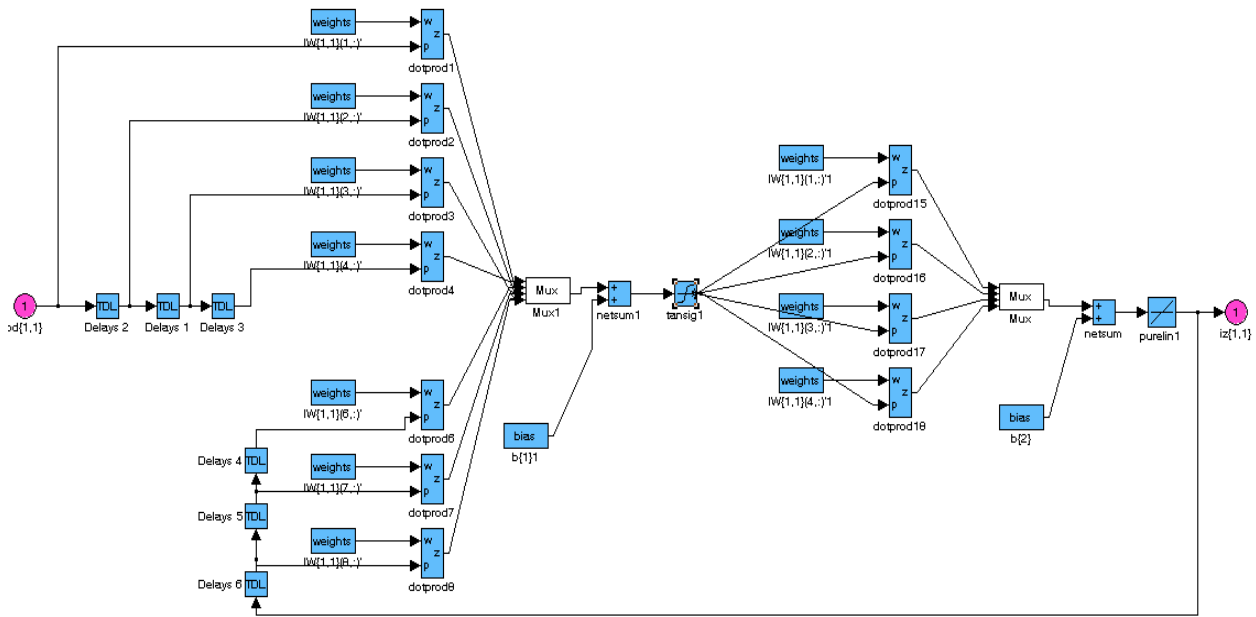 weights
w
z
p
IW{1,1}(1,:)'
dotprod1
weights
w
z
p
IW{1,1}(2,:)'
dotprod2
weights
w
z
p
IW{1,1}(3,:)'
dotprod3
weights
w
z
p
IW{1,1}(4,:)'
dotprod4
1
TDL
TDL
TDL
Delays 2
Delays 1
Delays 3
Mux
Mux1
+
+
netsum1
tansig1
weights
w
z
p
IW{1,1}(1,:)'1
dotprod15
weights
w
z
p
IW{1,1}(2,:)'1
dotprod16
weights
w
z
p
IW{1,1}(3,:)'1
dotprod17
weights
w
z
p
IW{1,1}(4,:)'1
dotprod18
Mux
Mux
+
+
netsum
purelin1
1
iz{1,1}
bias
b{1}1
bias
b{2}
weights
w
z
p
IW{1,1}(6,:)'
dotprod6
Delays 4
TDL
weights
w
z
p
IW{1,1}(7,:)'
dotprod7
Delays 5
TDL
weights
w
z
p
IW{1,1}(8,:)'
dotprod8
Delays 6
TDL